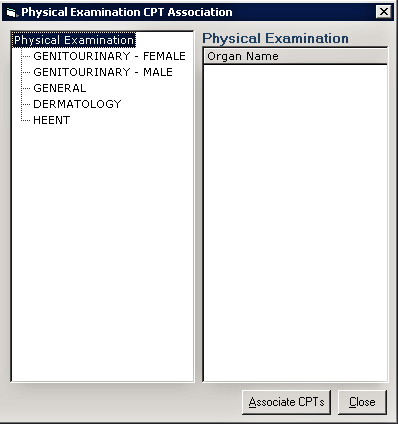 Physical Examination CPT Association
Physical Examination
GENITOURINARY - FEMALE
GENITOURINARY - MALE
GENERAL
DERMATOLOGY
HEENT
Physical Examination
Organ Name
Associate CPTs
Close